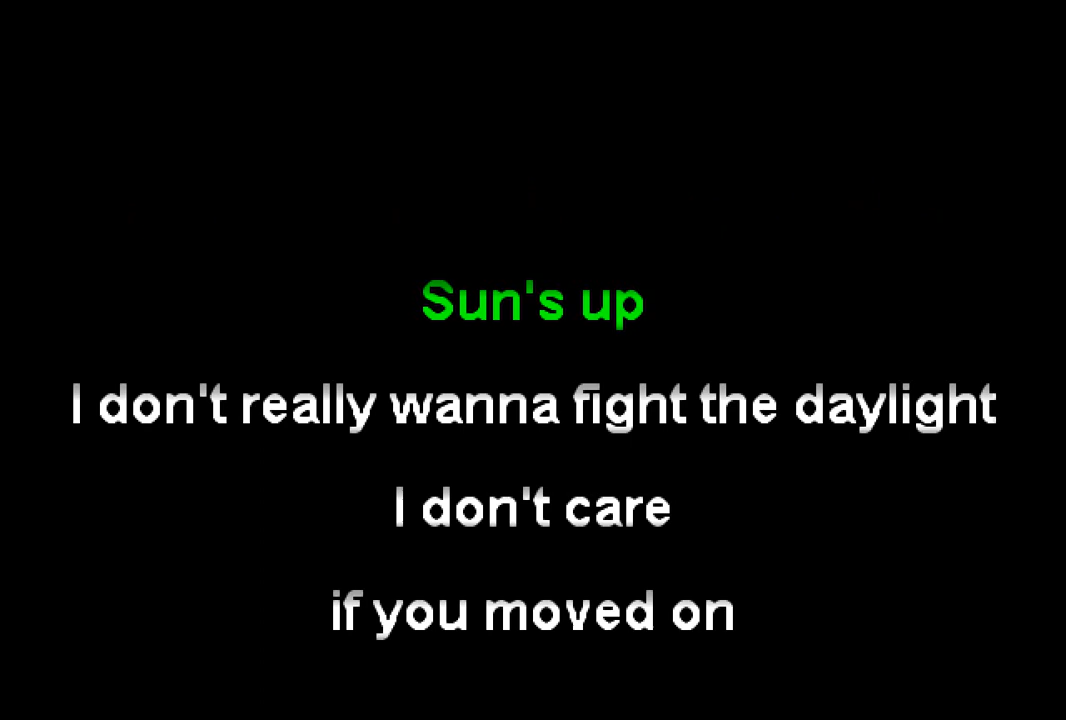 Sun's up
I don't really wanna fight the daylight
I don't care
if you moved on